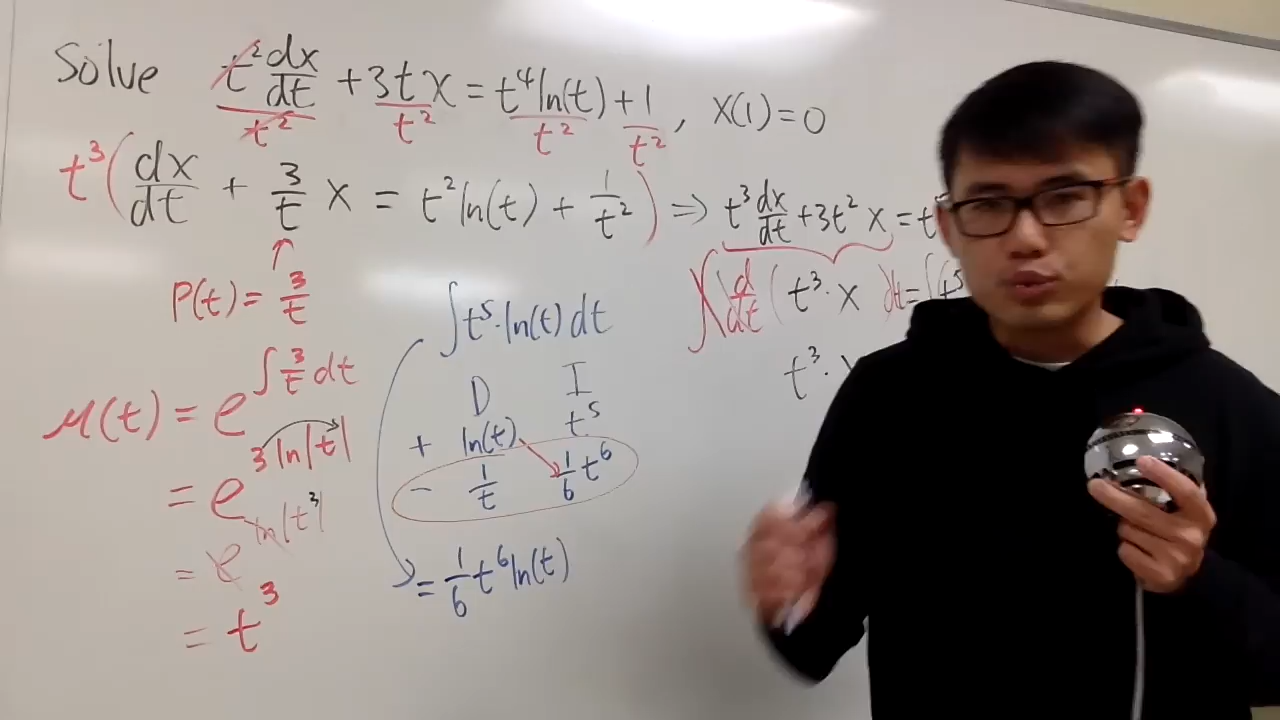 Solve t²dx/dt + 3tx = t⁴ln(t) + 1, x(1) = 0
t² t² t² t²
t³(dx/dt + 3/t x = t²ln(t) + 1/t²) ⇒ t³dx/dt + 3t²x = t
↑
P(t) = 3/t
∫d/dt(t³·x dt = ∫(t⁵
t³·x
∫t⁵·ln(t)dt
μ(t) = e^∫3/t dt
D I
+ ln(t) t⁵
= e^3ln|t|
- 1/t 1/6 t⁶
= e^ln|t³|
= 1/6 t⁶ln(t)
= t³